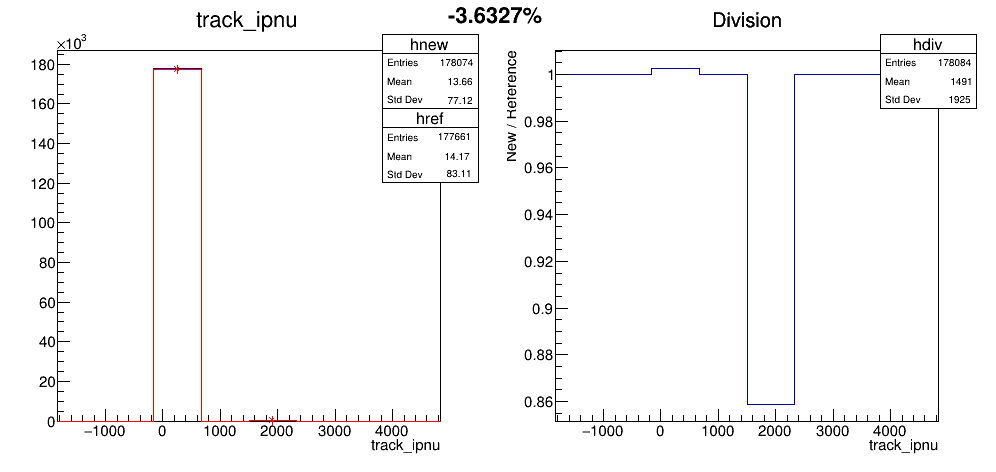 -3.6327%
track_ipnu
×10³
180
160
140
120
100
80
60
40
20
0
−1000 0 1000 2000 3000 4000
track_ipnu
hnew
Entries 178074
Mean 13.66
Std Dev 77.12
href
Entries 177661
Mean 14.17
Std Dev 83.11
Division
New / Reference
1
0.98
0.96
0.94
0.92
0.9
0.88
0.86
−1000 0 1000 2000 3000 4000
track_ipnu
hdiv
Entries 178084
Mean 1491
Std Dev 1925